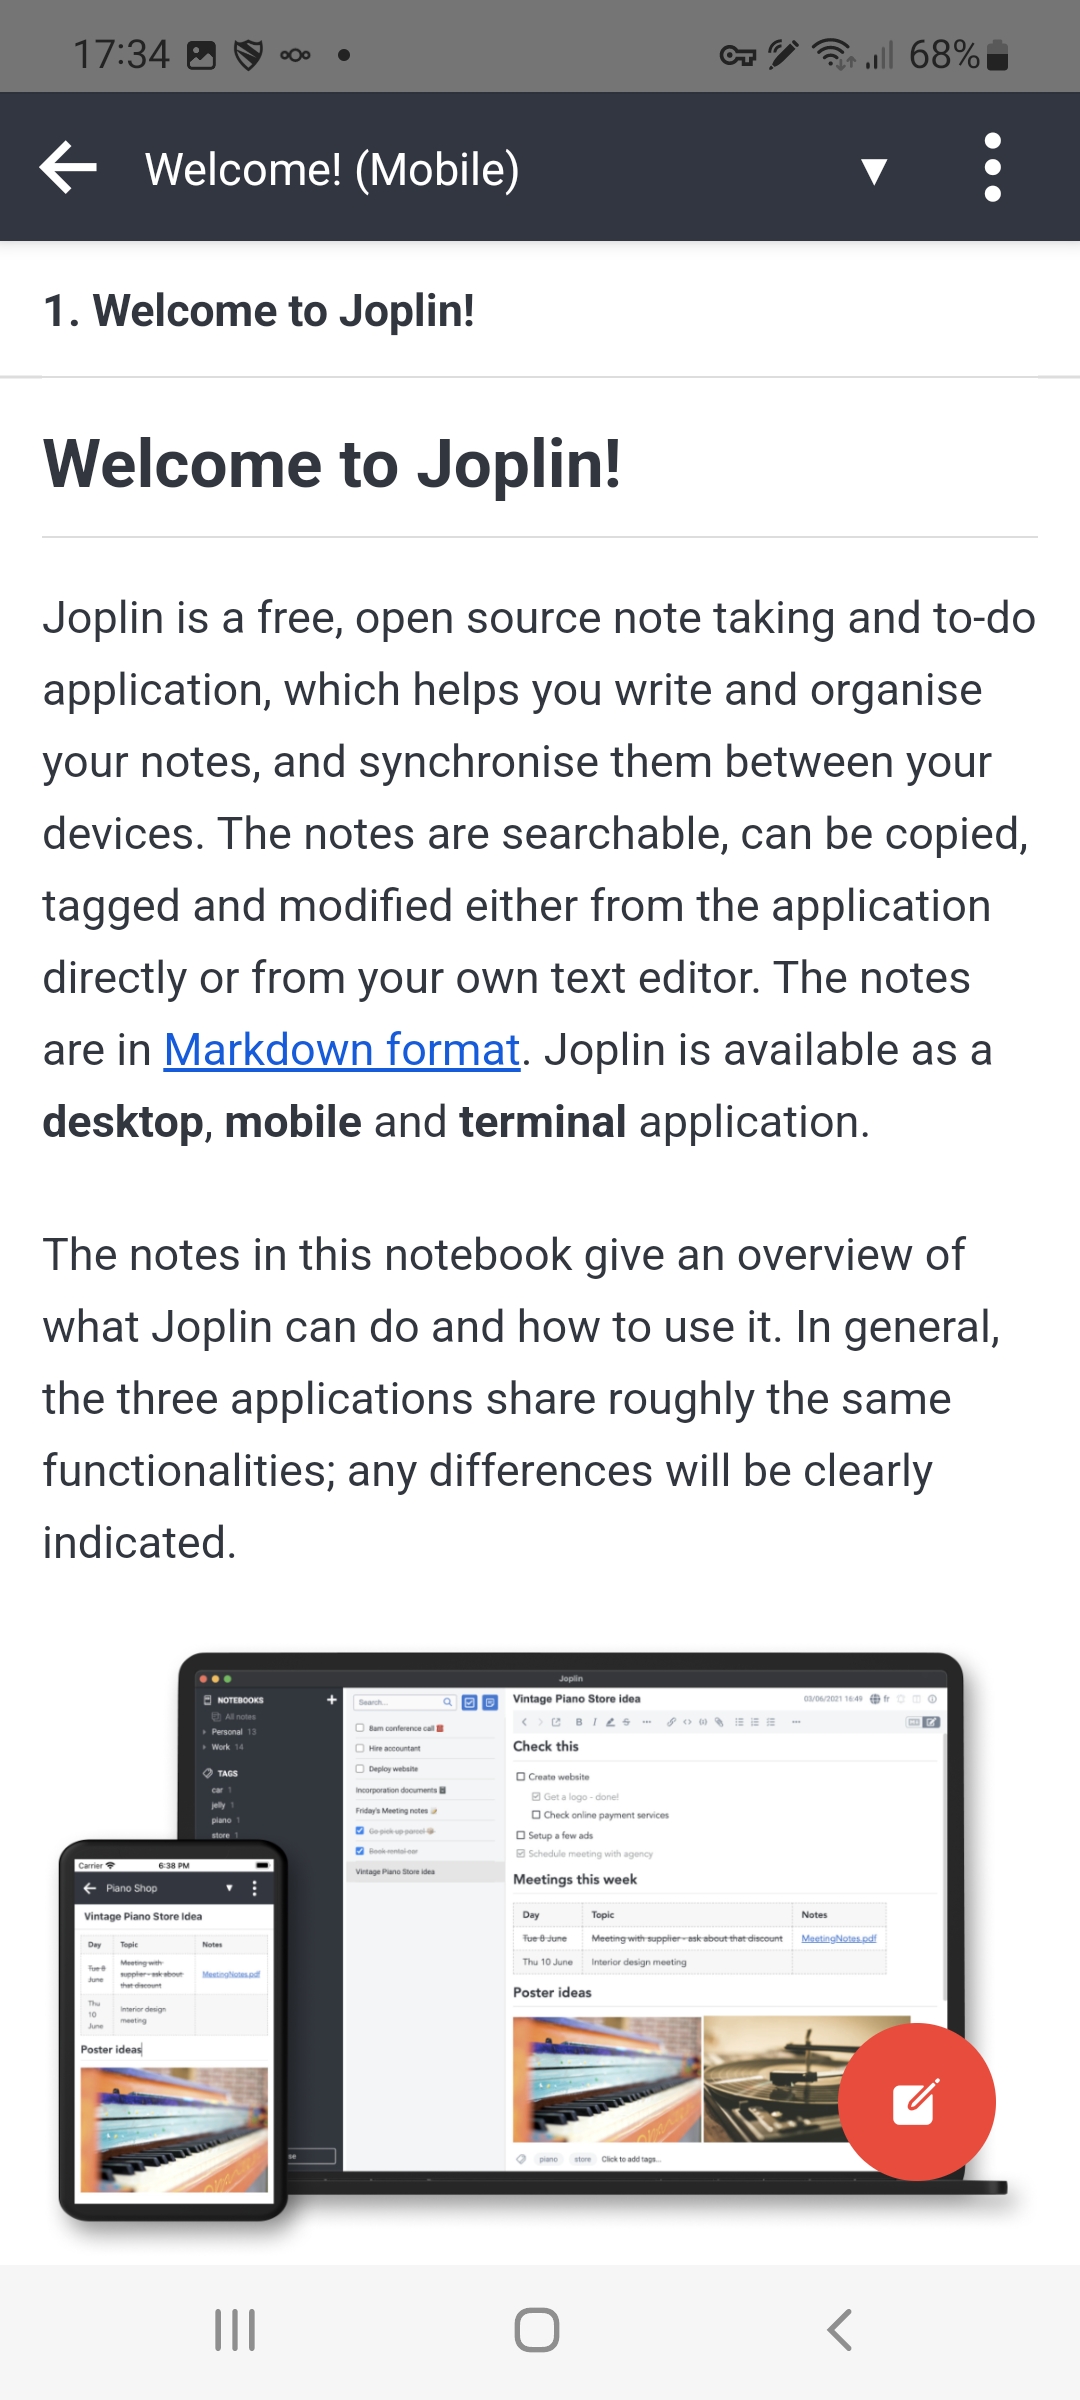 17:34
68%
Welcome! (Mobile)
1. Welcome to Joplin!
Welcome to Joplin!
Joplin is a free, open source note taking and to-do
application, which helps you write and organise
your notes, and synchronise them between your
devices. The notes are searchable, can be copied,
tagged and modified either from the application
directly or from your own text editor. The notes
are in Markdown format. Joplin is available as a
desktop, mobile and terminal application.
The notes in this notebook give an overview of
what Joplin can do and how to use it. In general,
the three applications share roughly the same
functionalities; any differences will be clearly
indicated.
Joplin
NOTEBOOKS
All notes
Personal 13
Work 14
TAGS
car 1
jelly 1
piano 1
store 1
Search...
8am conference call
Hire accountant
Deploy website
Incorporation documents
Friday's Meeting notes
Go pick up parcel
Book rental car
Vintage Piano Store idea
Vintage Piano Store idea
03/06/2021 16:49 fr
Check this
Create website
Get a logo - done!
Check online payment services
Setup a few ads
Schedule meeting with agency
Meetings this week
Day Topic Notes
Tue 8 June Meeting with supplier - ask about that discount MeetingNotes.pdf
Thu 10 June Interior design meeting
Poster ideas
piano store Click to add tags...
Carrier 6:38 PM
Piano Shop
Vintage Piano Store Idea
Day Topic Notes
Tue 8
June
Meeting with
supplier - ask about
that discount
MeetingNotes.pdf
Thu
10
June
Interior design
meeting
Poster ideas